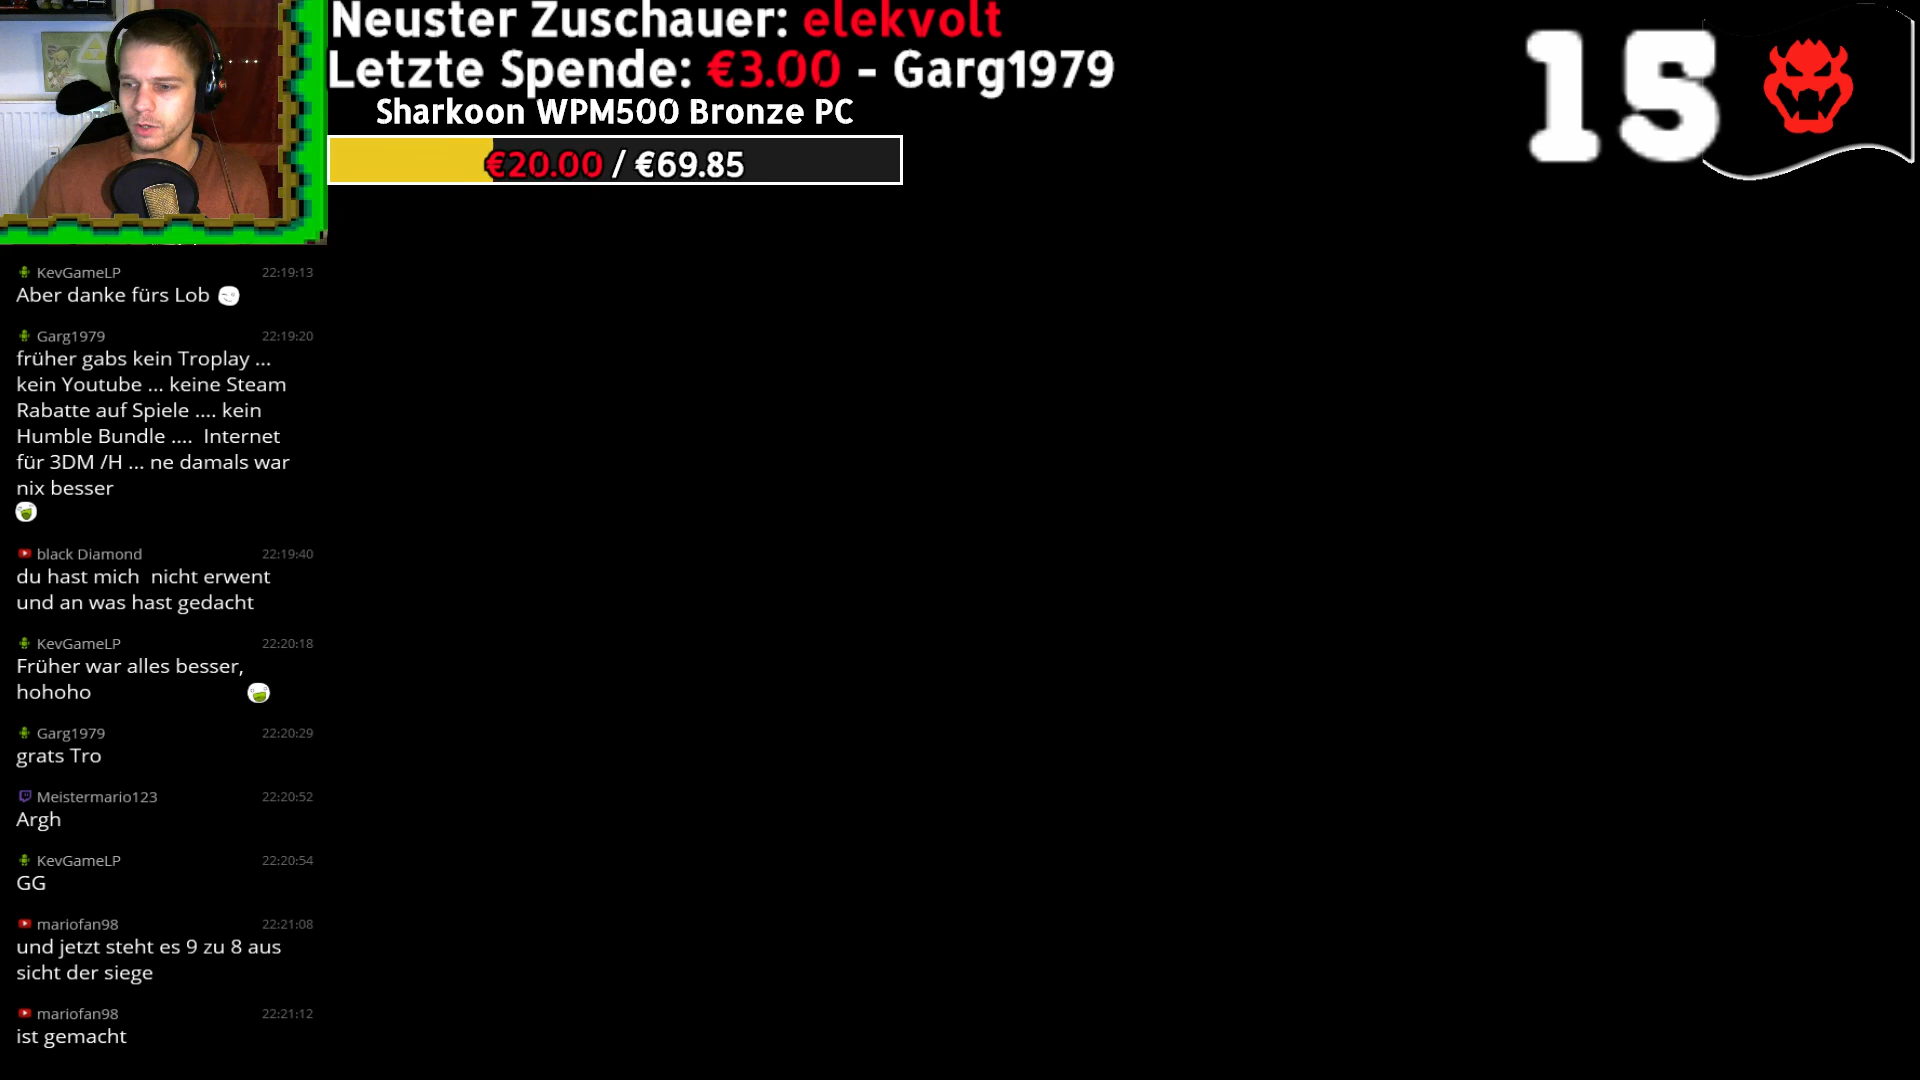 Neuster Zuschauer: elekvolt
Letzte Spende: €3.00 - Garg1979
Sharkoon WPM500 Bronze PC
€20.00 / €69.85
15
KevGameLP 22:19:13
Aber danke fürs Lob
Garg1979 22:19:20
früher gabs kein Troplay ...
kein Youtube ... keine Steam
Rabatte auf Spiele .... kein
Humble Bundle .... Internet
für 3DM /H ... ne damals war
nix besser
black Diamond 22:19:40
du hast mich nicht erwent
und an was hast gedacht
KevGameLP 22:20:18
Früher war alles besser,
hohoho
Garg1979 22:20:29
grats Tro
Meistermario123 22:20:52
Argh
KevGameLP 22:20:54
GG
mariofan98 22:21:08
und jetzt steht es 9 zu 8 aus
sicht der siege
mariofan98 22:21:12
ist gemacht